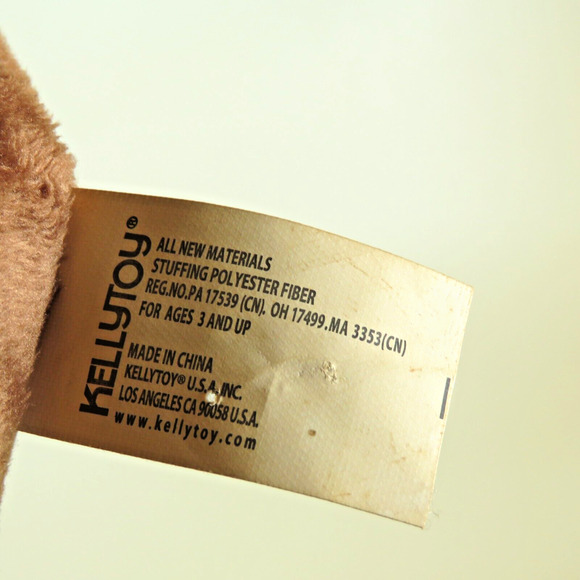 KELLYTOY®
ALL NEW MATERIALS
STUFFING POLYESTER FIBER
REG.NO.PA 17539 (CN). OH 17499.MA 3353(CN)
FOR AGES 3 AND UP
MADE IN CHINA
KELLYTOY® U.S.A. INC.
LOS ANGELES CA 90058 U.S.A.
www.kellytoy.com